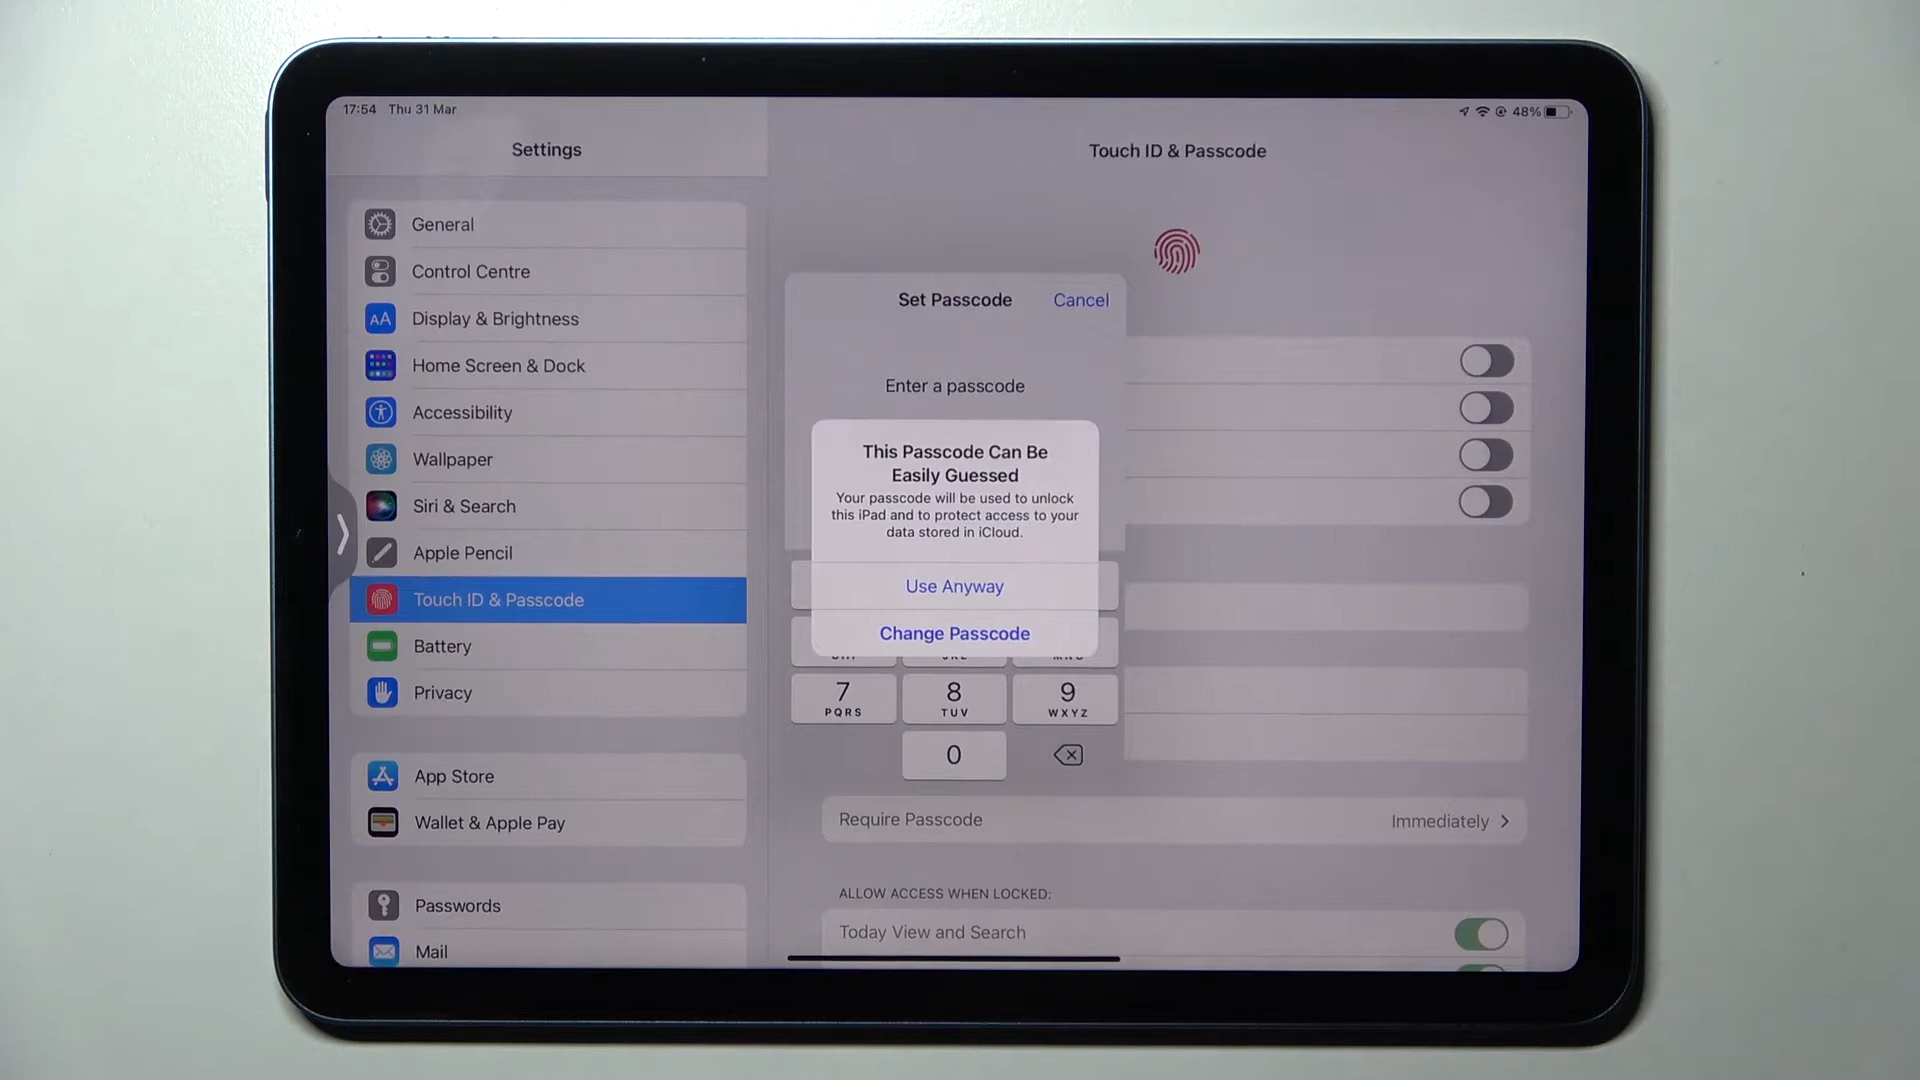 17:54 Thu 31 Mar
48%
Settings
General
Control Centre
Display & Brightness
Home Screen & Dock
Accessibility
Wallpaper
Siri & Search
Apple Pencil
Touch ID & Passcode
Battery
Privacy
App Store
Wallet & Apple Pay
Passwords
Mail
Touch ID & Passcode
Set Passcode
Cancel
Enter a passcode
This Passcode Can Be
Easily Guessed
Your passcode will be used to unlock
this iPad and to protect access to your
data stored in iCloud.
Use Anyway
Change Passcode
7 8 9
PQRS TUV WXYZ
0
Require Passcode
Immediately
ALLOW ACCESS WHEN LOCKED:
Today View and Search